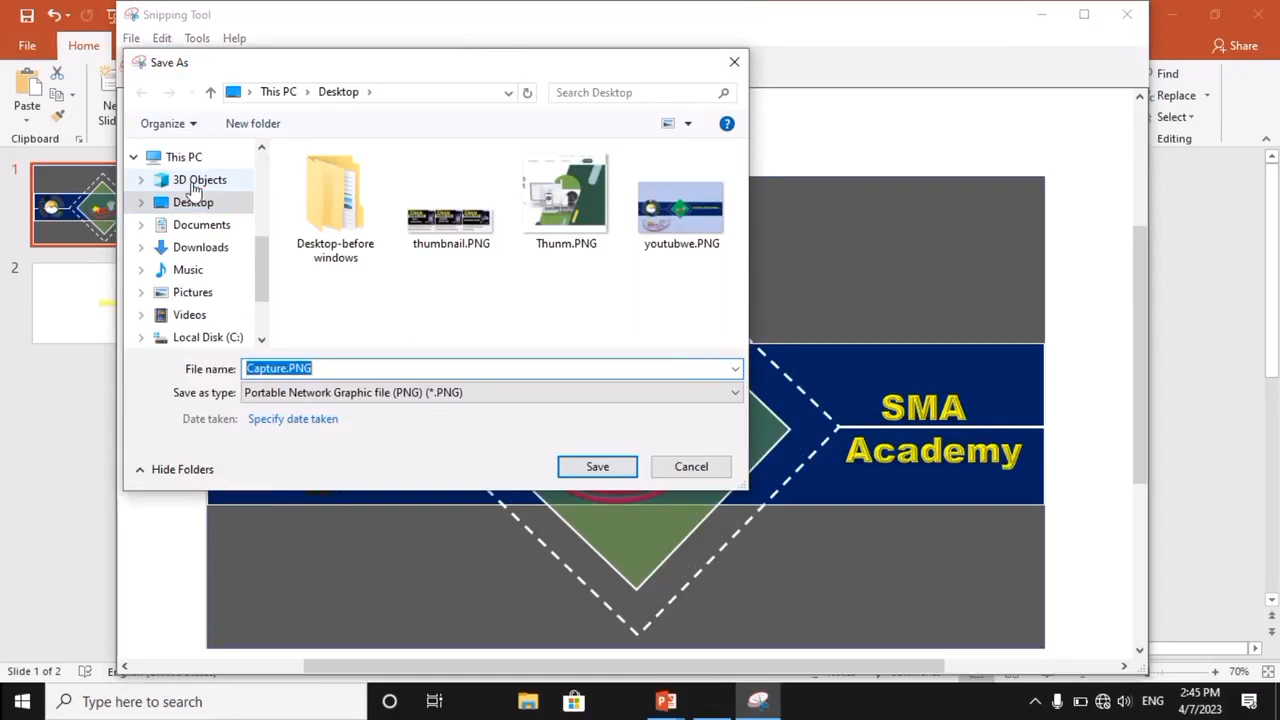 Snipping Tool
File Edit Tools Help
Save As
This PC Desktop
Search Desktop
Organize New folder
This PC
3D Objects
Desktop
Documents
Downloads
Music
Pictures
Videos
Local Disk (C:)
Desktop-before
windows
thumbnail.PNG
Thunm.PNG
youtubwe.PNG
File name: Capture.PNG
Save as type: Portable Network Graphic file (PNG) (*.PNG)
Date taken: Specify date taken
Hide Folders
Save Cancel
File Home
Share
Paste
Clipboard
Find
Replace
Select
Editing
1
2
SMA
Academy
Slide 1 of 2
70%
Type here to search
ENG
2:45 PM
4/7/2023